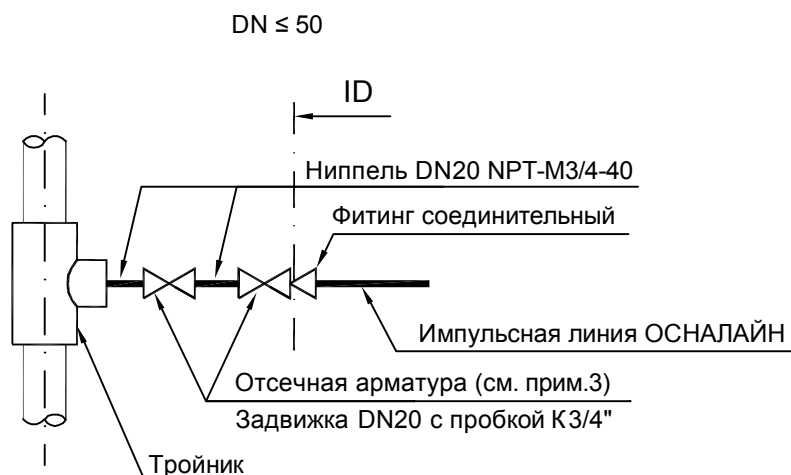 DN ≤ 50
ID
Ниппель DN20 NPT-M3/4-40
Фитинг соединительный
Импульсная линия ОСНАЛАЙН
Отсечная арматура (см. прим.3)
Задвижка DN20 с пробкой К3/4"
Тройник